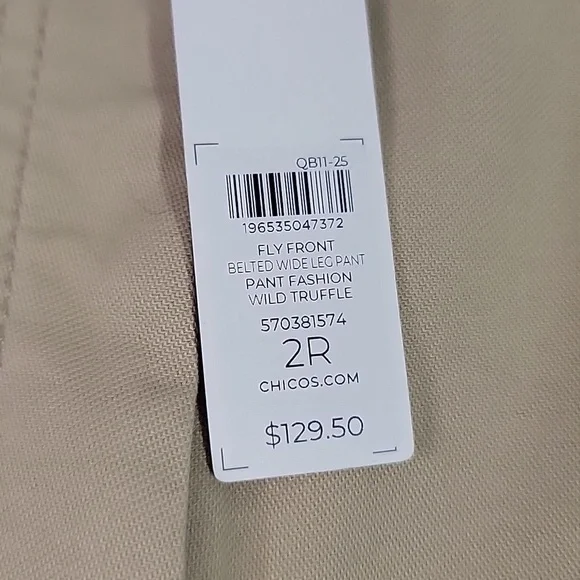 QB11-25
196535047372
FLY FRONT
BELTED WIDE LEG PANT
PANT FASHION
WILD TRUFFLE
570381574
2R
CHICOS.COM
$129.50